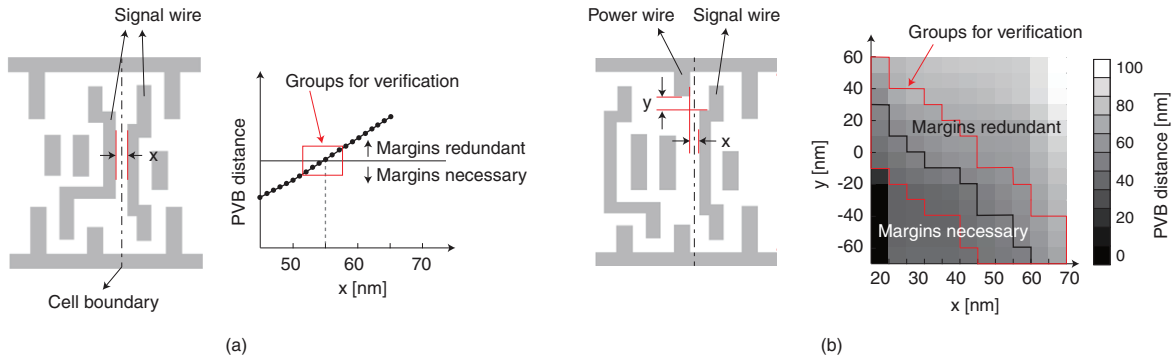 Signal wire
x
Cell boundary
PVB distance
Groups for verification
Margins redundant
Margins necessary
50
60
70
x [nm]
(a)
Power wire
Signal wire
y
x
Groups for verification
y [nm]
60
40
20
0
-20
-40
-60
Margins redundant
Margins necessary
20
30
40
50
60
70
x [nm]
100
80
60
40
20
0
PVB distance [nm]
(b)